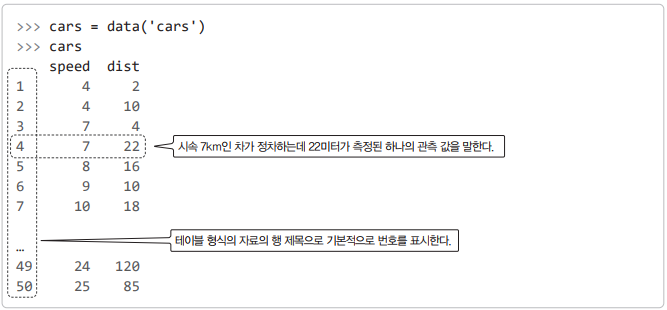 >>> cars = data('cars')
>>> cars
speed dist
1 4 2
2 4 10
3 7 4
4 7 22
시속 7km인 차가 정차하는데 22미터가 측정된 하나의 관측 값을 말한다.
5 8 16
6 9 10
7 10 18
…
테이블 형식의 자료의 행 제목으로 기본적으로 번호를 표시한다.
49 24 120
50 25 85